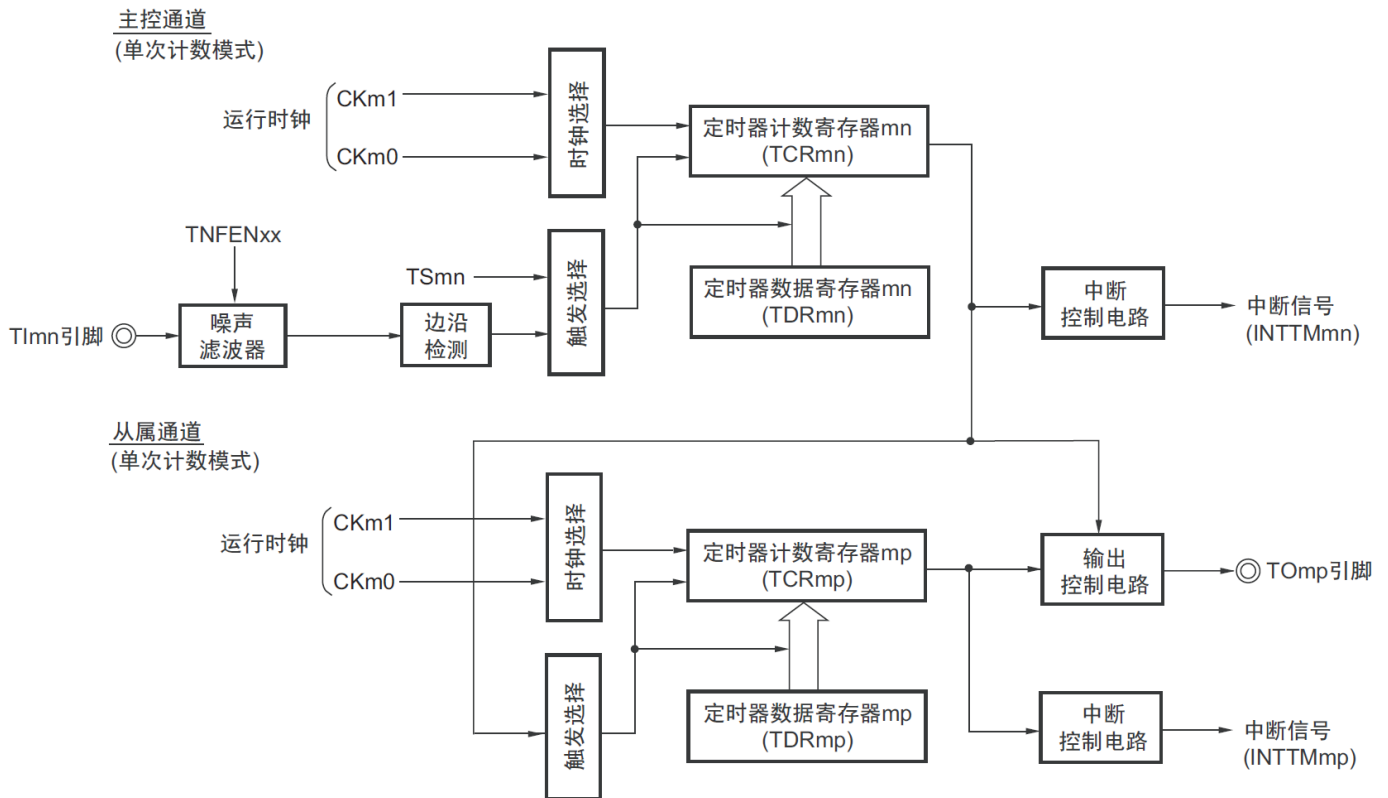 主控通道
(单次计数模式)
运行时钟
CKm1
CKm0
时钟选择
定时器计数寄存器mn
(TCRmn)
TNFENxx
TSmn
触发选择
定时器数据寄存器mn
(TDRmn)
TImn引脚
噪声
滤波器
边沿
检测
中断
控制电路
中断信号
(INTTMmn)
从属通道
(单次计数模式)
运行时钟
CKm1
CKm0
时钟选择
定时器计数寄存器mp
(TCRmp)
输出
控制电路
TOmp引脚
触发选择
定时器数据寄存器mp
(TDRmp)
中断
控制电路
中断信号
(INTTMmp)